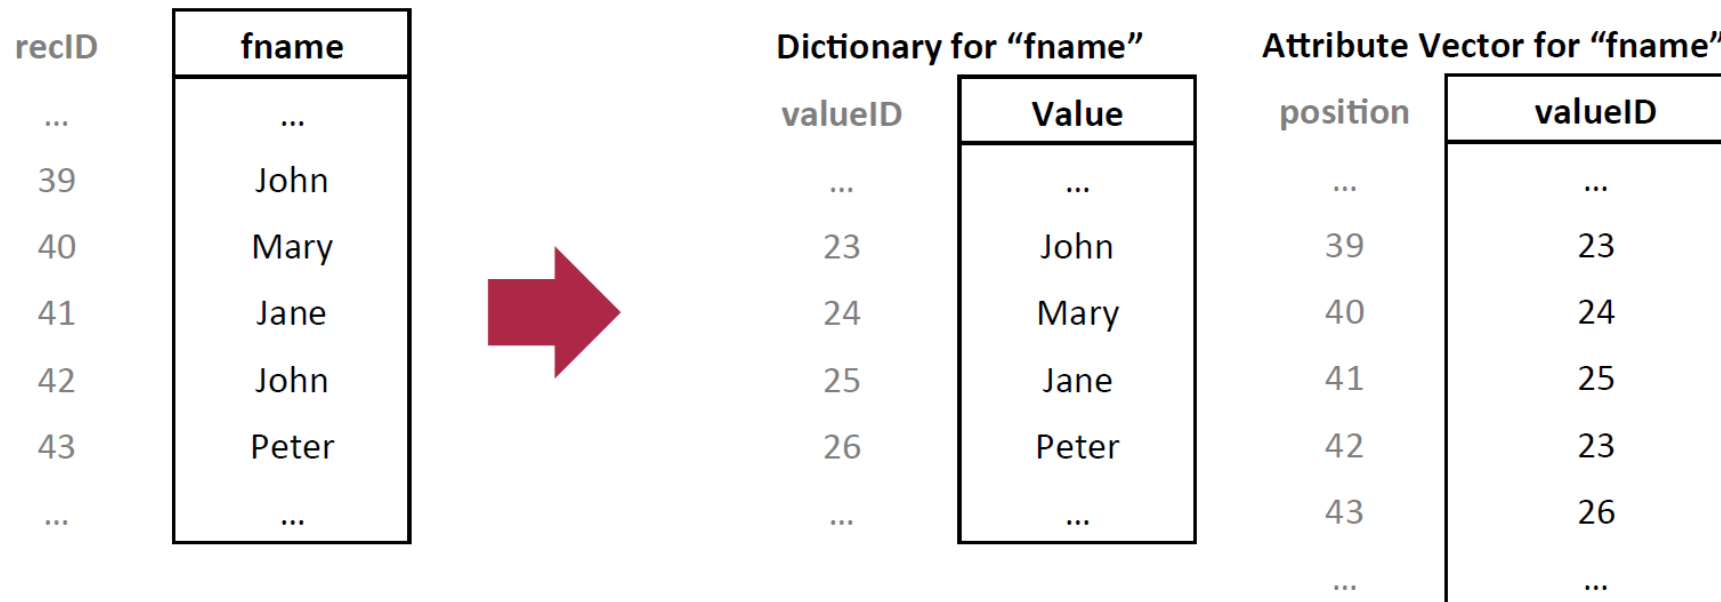 recID fname
... ...
39 John
40 Mary
41 Jane
42 John
43 Peter
... ...
Dictionary for “fname”
valueID Value
... ...
23 John
24 Mary
25 Jane
26 Peter
... ...
Attribute Vector for “fname”
position valueID
... ...
39 23
40 24
41 25
42 23
43 26
... ...